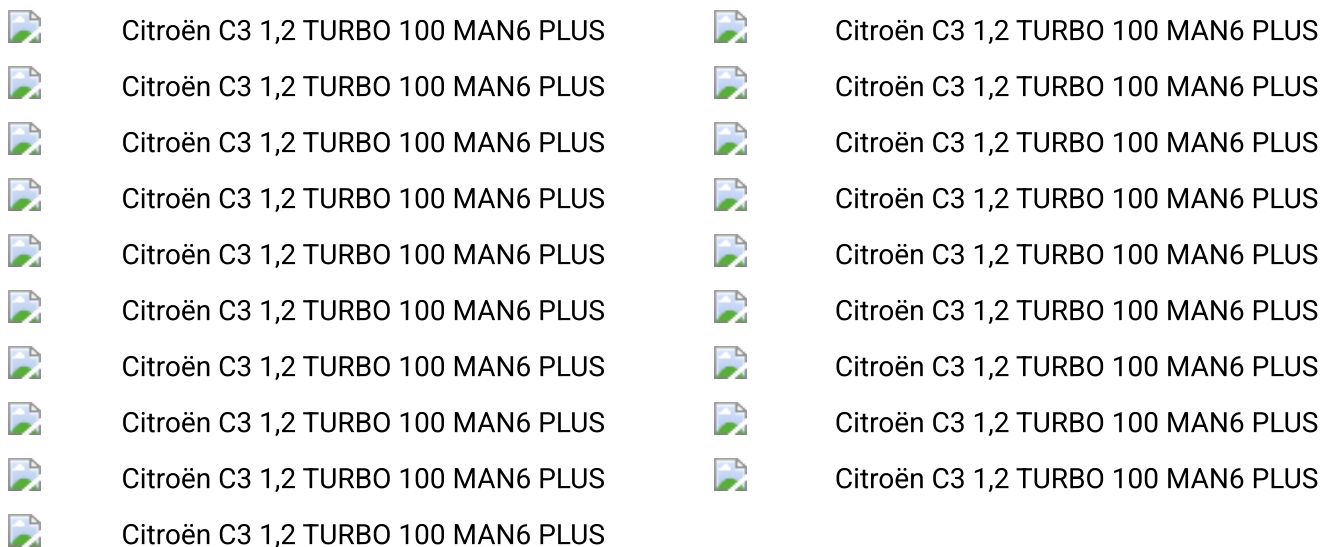 Citroën C3 1,2 TURBO 100 MAN6 PLUS Citroën C3 1,2 TURBO 100 MAN6 PLUS
Citroën C3 1,2 TURBO 100 MAN6 PLUS Citroën C3 1,2 TURBO 100 MAN6 PLUS
Citroën C3 1,2 TURBO 100 MAN6 PLUS Citroën C3 1,2 TURBO 100 MAN6 PLUS
Citroën C3 1,2 TURBO 100 MAN6 PLUS Citroën C3 1,2 TURBO 100 MAN6 PLUS
Citroën C3 1,2 TURBO 100 MAN6 PLUS Citroën C3 1,2 TURBO 100 MAN6 PLUS
Citroën C3 1,2 TURBO 100 MAN6 PLUS Citroën C3 1,2 TURBO 100 MAN6 PLUS
Citroën C3 1,2 TURBO 100 MAN6 PLUS Citroën C3 1,2 TURBO 100 MAN6 PLUS
Citroën C3 1,2 TURBO 100 MAN6 PLUS Citroën C3 1,2 TURBO 100 MAN6 PLUS
Citroën C3 1,2 TURBO 100 MAN6 PLUS Citroën C3 1,2 TURBO 100 MAN6 PLUS
Citroën C3 1,2 TURBO 100 MAN6 PLUS